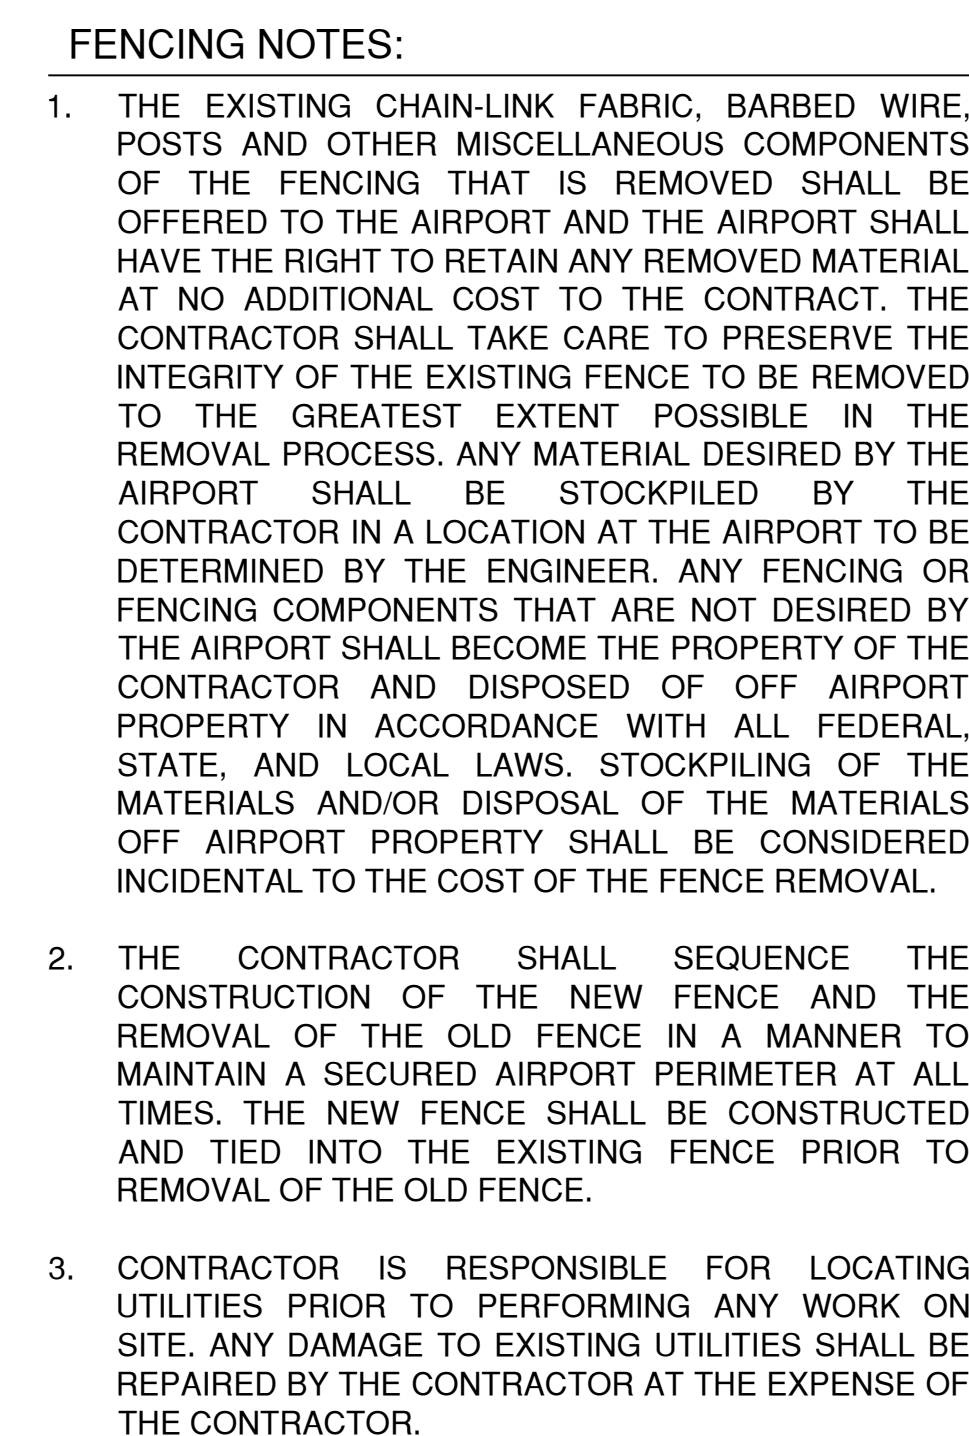 FENCING NOTES:
1. THE EXISTING CHAIN-LINK FABRIC, BARBED WIRE,
POSTS AND OTHER MISCELLANEOUS COMPONENTS
OF THE FENCING THAT IS REMOVED SHALL BE
OFFERED TO THE AIRPORT AND THE AIRPORT SHALL
HAVE THE RIGHT TO RETAIN ANY REMOVED MATERIAL
AT NO ADDITIONAL COST TO THE CONTRACT. THE
CONTRACTOR SHALL TAKE CARE TO PRESERVE THE
INTEGRITY OF THE EXISTING FENCE TO BE REMOVED
TO THE GREATEST EXTENT POSSIBLE IN THE
REMOVAL PROCESS. ANY MATERIAL DESIRED BY THE
AIRPORT SHALL BE STOCKPILED BY THE
CONTRACTOR IN A LOCATION AT THE AIRPORT TO BE
DETERMINED BY THE ENGINEER. ANY FENCING OR
FENCING COMPONENTS THAT ARE NOT DESIRED BY
THE AIRPORT SHALL BECOME THE PROPERTY OF THE
CONTRACTOR AND DISPOSED OF OFF AIRPORT
PROPERTY IN ACCORDANCE WITH ALL FEDERAL,
STATE, AND LOCAL LAWS. STOCKPILING OF THE
MATERIALS AND/OR DISPOSAL OF THE MATERIALS
OFF AIRPORT PROPERTY SHALL BE CONSIDERED
INCIDENTAL TO THE COST OF THE FENCE REMOVAL.
2. THE CONTRACTOR SHALL SEQUENCE THE
CONSTRUCTION OF THE NEW FENCE AND THE
REMOVAL OF THE OLD FENCE IN A MANNER TO
MAINTAIN A SECURED AIRPORT PERIMETER AT ALL
TIMES. THE NEW FENCE SHALL BE CONSTRUCTED
AND TIED INTO THE EXISTING FENCE PRIOR TO
REMOVAL OF THE OLD FENCE.
3. CONTRACTOR IS RESPONSIBLE FOR LOCATING
UTILITIES PRIOR TO PERFORMING ANY WORK ON
SITE. ANY DAMAGE TO EXISTING UTILITIES SHALL BE
REPAIRED BY THE CONTRACTOR AT THE EXPENSE OF
THE CONTRACTOR.